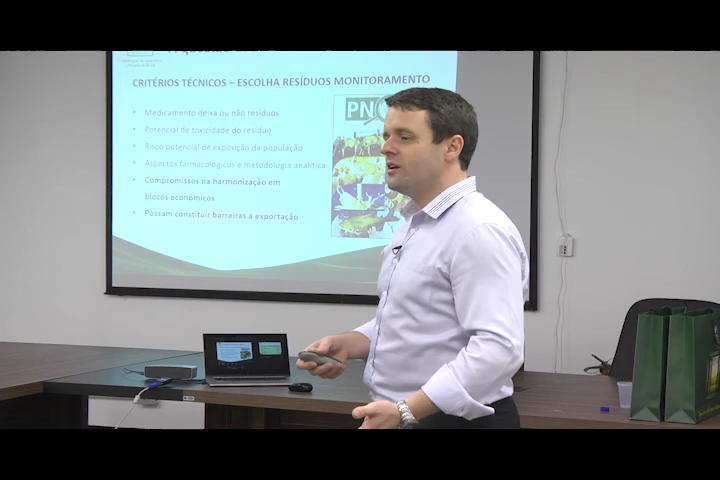 CRITÉRIOS TÉCNICOS – ESCOLHA RESÍDUOS MONITORAMENTO
PN
• Medicamento deixa ou não resíduos
• Potencial de toxicidade do resíduo
• Risco potencial de exposição da população
• Aspectos farmacológicos e metodologia analítica
• Compromissos na harmonização em
blocos econômicos
• Possam constituir barreiras à exportação